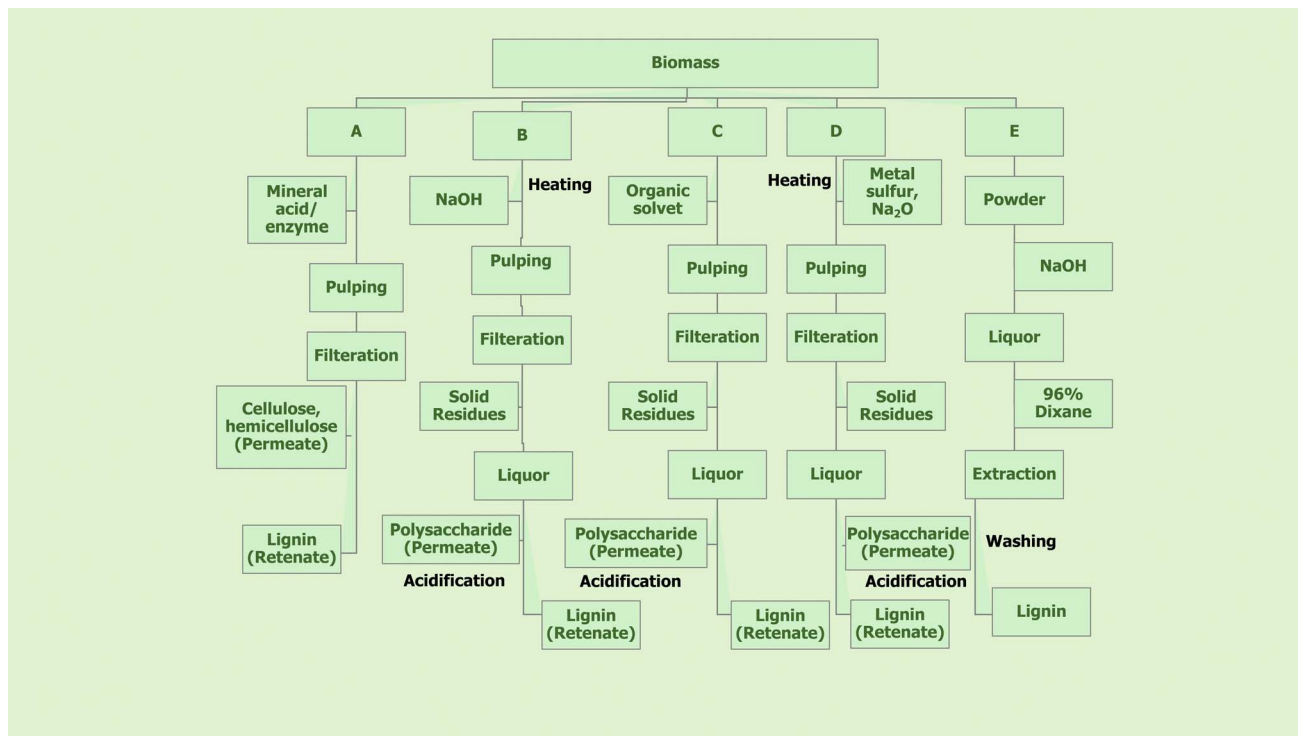 Biomass
A
B
C
D
E
Mineral
acid/
enzyme
NaOH
Heating
Organic
solvet
Heating
Metal
sulfur,
Na₂O
Powder
Pulping
Pulping
Pulping
Pulping
NaOH
Filteration
Filteration
Filteration
Filteration
Liquor
Cellulose,
hemicellulose
(Permeate)
Solid
Residues
Solid
Residues
Solid
Residues
96%
Dixane
Liquor
Liquor
Liquor
Extraction
Lignin
(Retenate)
Polysaccharide
(Permeate)
Polysaccharide
(Permeate)
Polysaccharide
(Permeate)
Washing
Acidification
Acidification
Acidification
Lignin
(Retenate)
Lignin
(Retenate)
Lignin
(Retenate)
Lignin